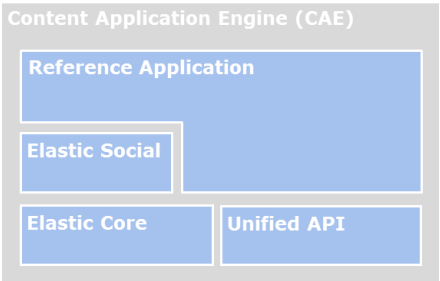 Content Application Engine (CAE)
Reference Application
Elastic Social
Elastic Core
Unified API